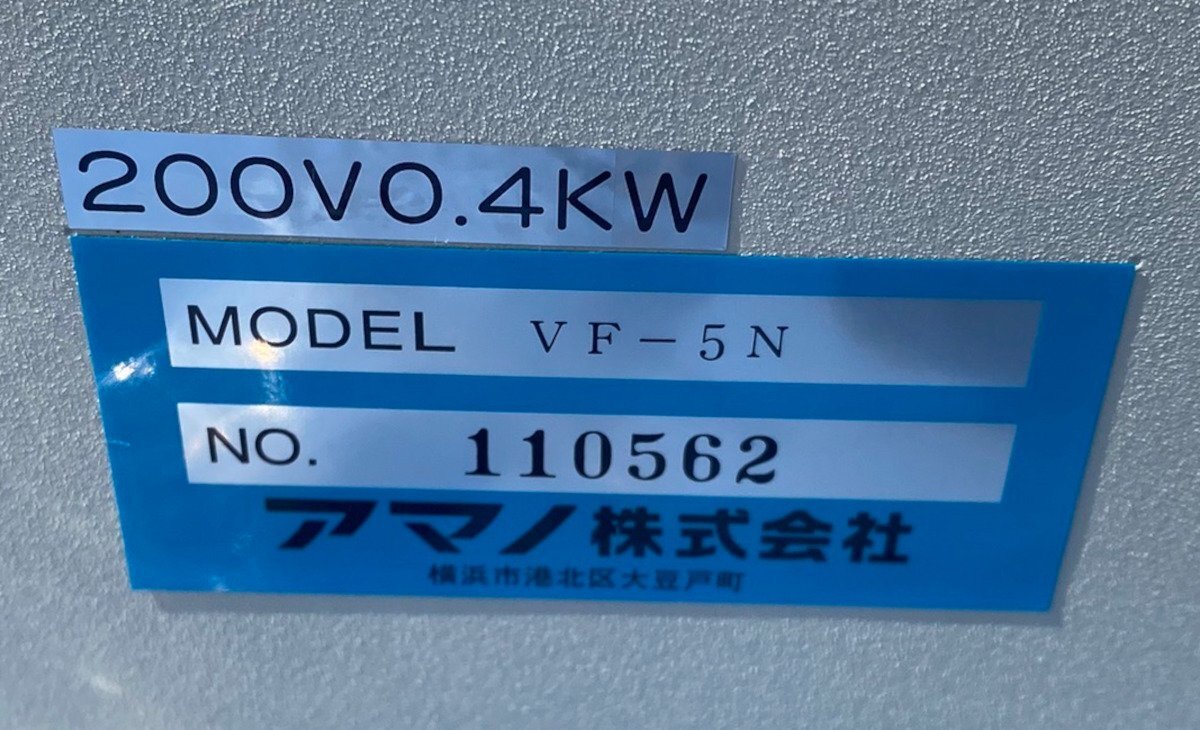 200V0.4KW
MODEL VF-5N
NO. 110562
アマノ株式会社
横浜市港北区大豆戸町